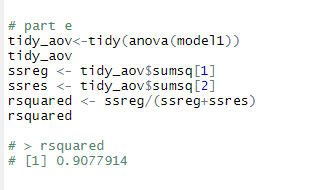 # part e
tidy_aov<-tidy(anova(model1))
tidy_aov
ssreg <- tidy_aov$sumsq[1]
ssres <- tidy_aov$sumsq[2]
rsquared <- ssreg/(ssreg+ssres)
rsquared
# > rsquared
# [1] 0.9077914